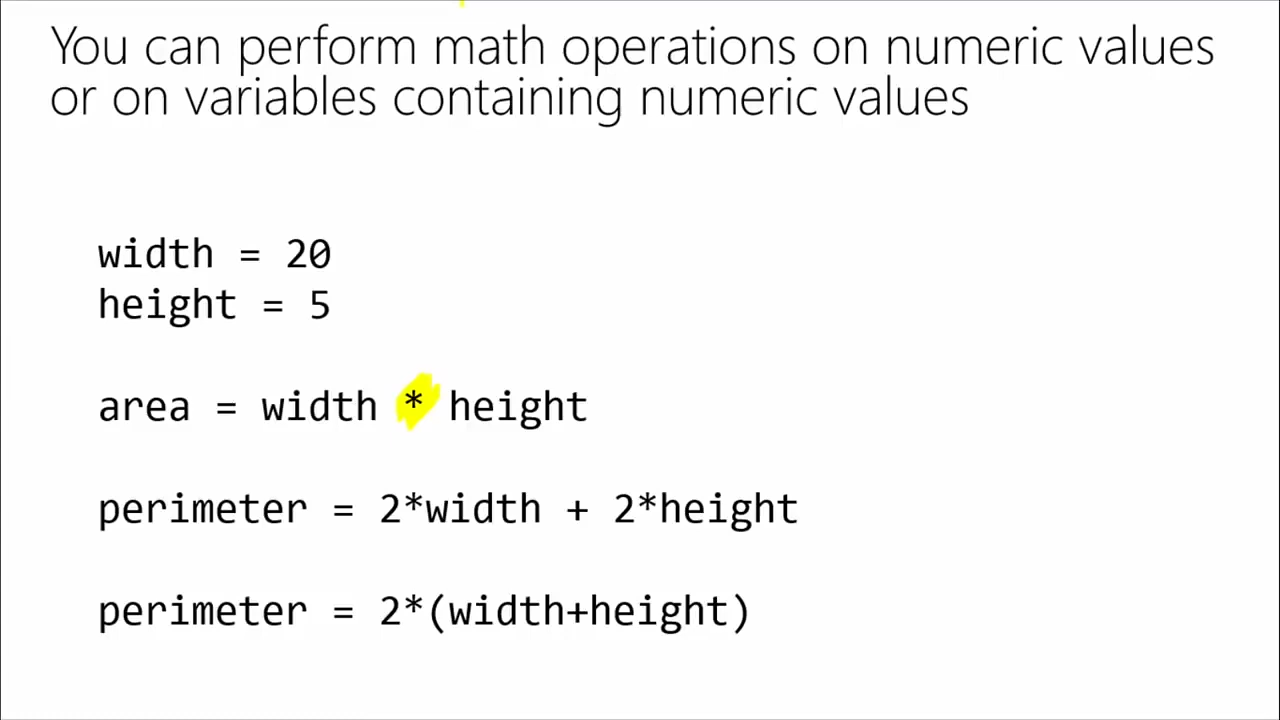 You can perform math operations on numeric values
or on variables containing numeric values
width = 20
height = 5
area = width * height
perimeter = 2*width + 2*height
perimeter = 2*(width+height)